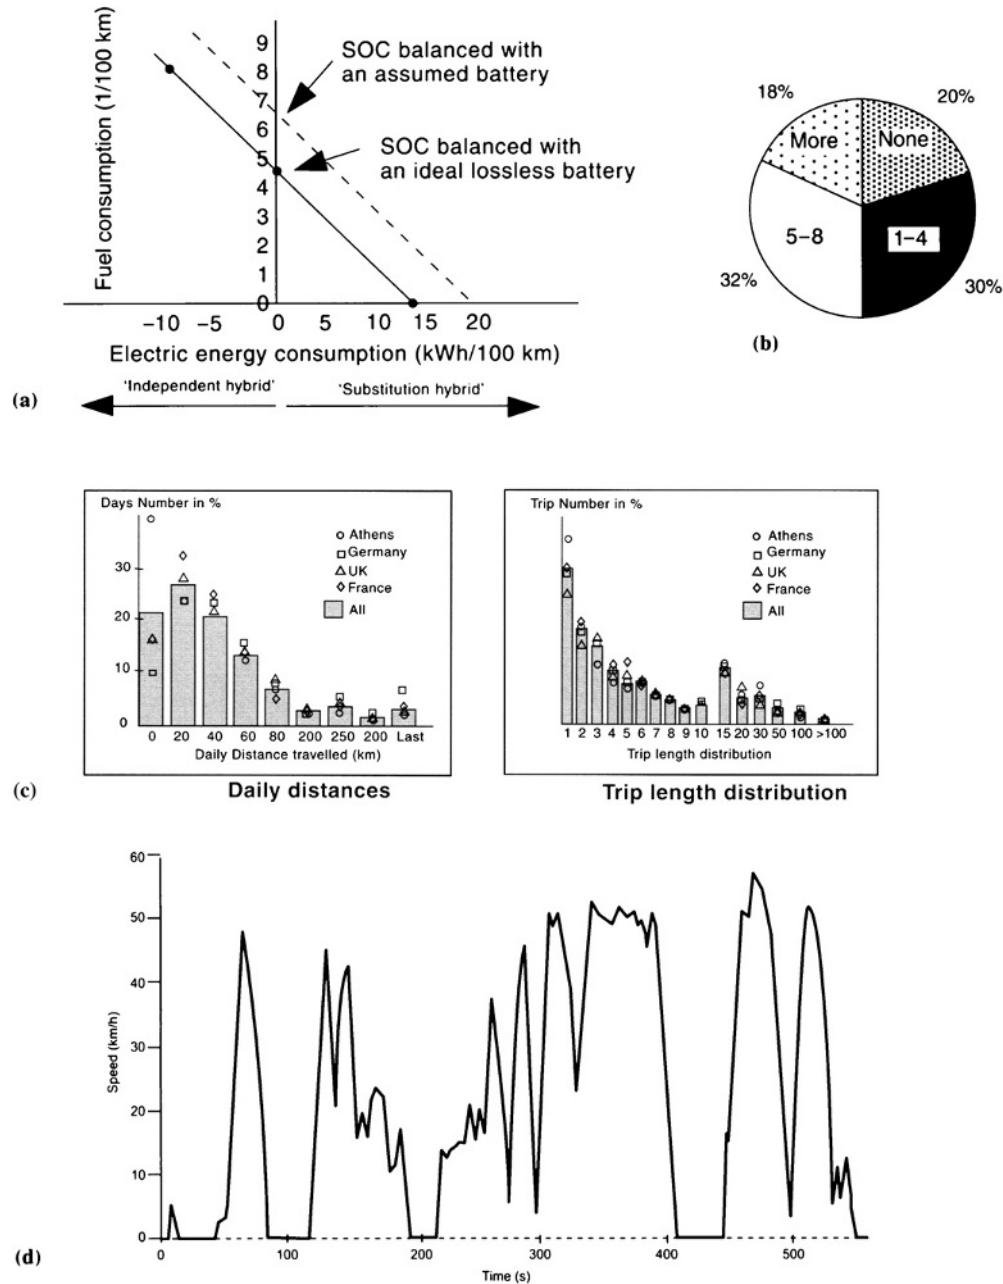 Fuel consumption (1/100 km)
9
8
7
6
5
4
3
2
1
0
SOC balanced with
an assumed battery
SOC balanced with
an ideal lossless battery
−10 −5 0 5 10 15 20
Electric energy consumption (kWh/100 km)
'Independent hybrid' 'Substitution hybrid'
(a)
18% 20%
More None
5–8 1–4
32% 30%
(b)
Days Number in %
30
20
10
0
Athens
Germany
UK
France
All
0 20 40 60 80 200 250 200 Last
Daily Distance travelled (km)
Trip Number in %
Athens
Germany
UK
France
All
1 2 3 4 5 6 7 8 9 10 15 20 30 50 100 >100
Trip length distribution
(c)
Daily distances
Trip length distribution
60
50
40
30
20
10
0
Speed (km/h)
0 100 200 300 400 500
Time (s)
(d)